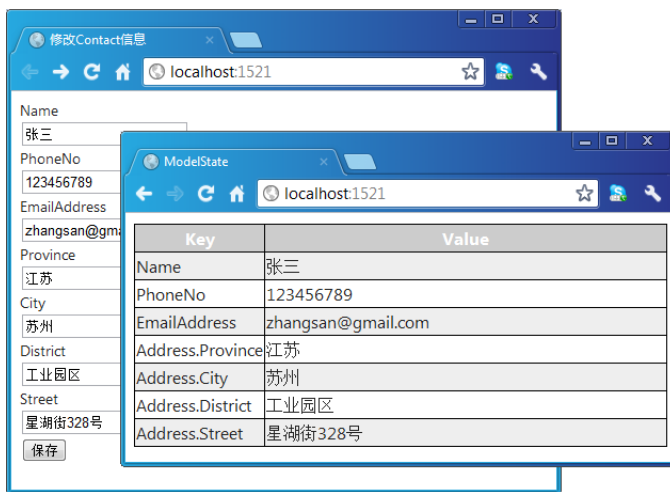 修改Contact信息
localhost:1521
Name
张三
PhoneNo
123456789
EmailAddress
zhangsan@gma
Province
江苏
City
苏州
District
工业园区
Street
星湖街328号
保存
ModelState
localhost:1521
Key Value
Name 张三
PhoneNo 123456789
EmailAddress zhangsan@gmail.com
Address.Province 江苏
Address.City 苏州
Address.District 工业园区
Address.Street 星湖街328号